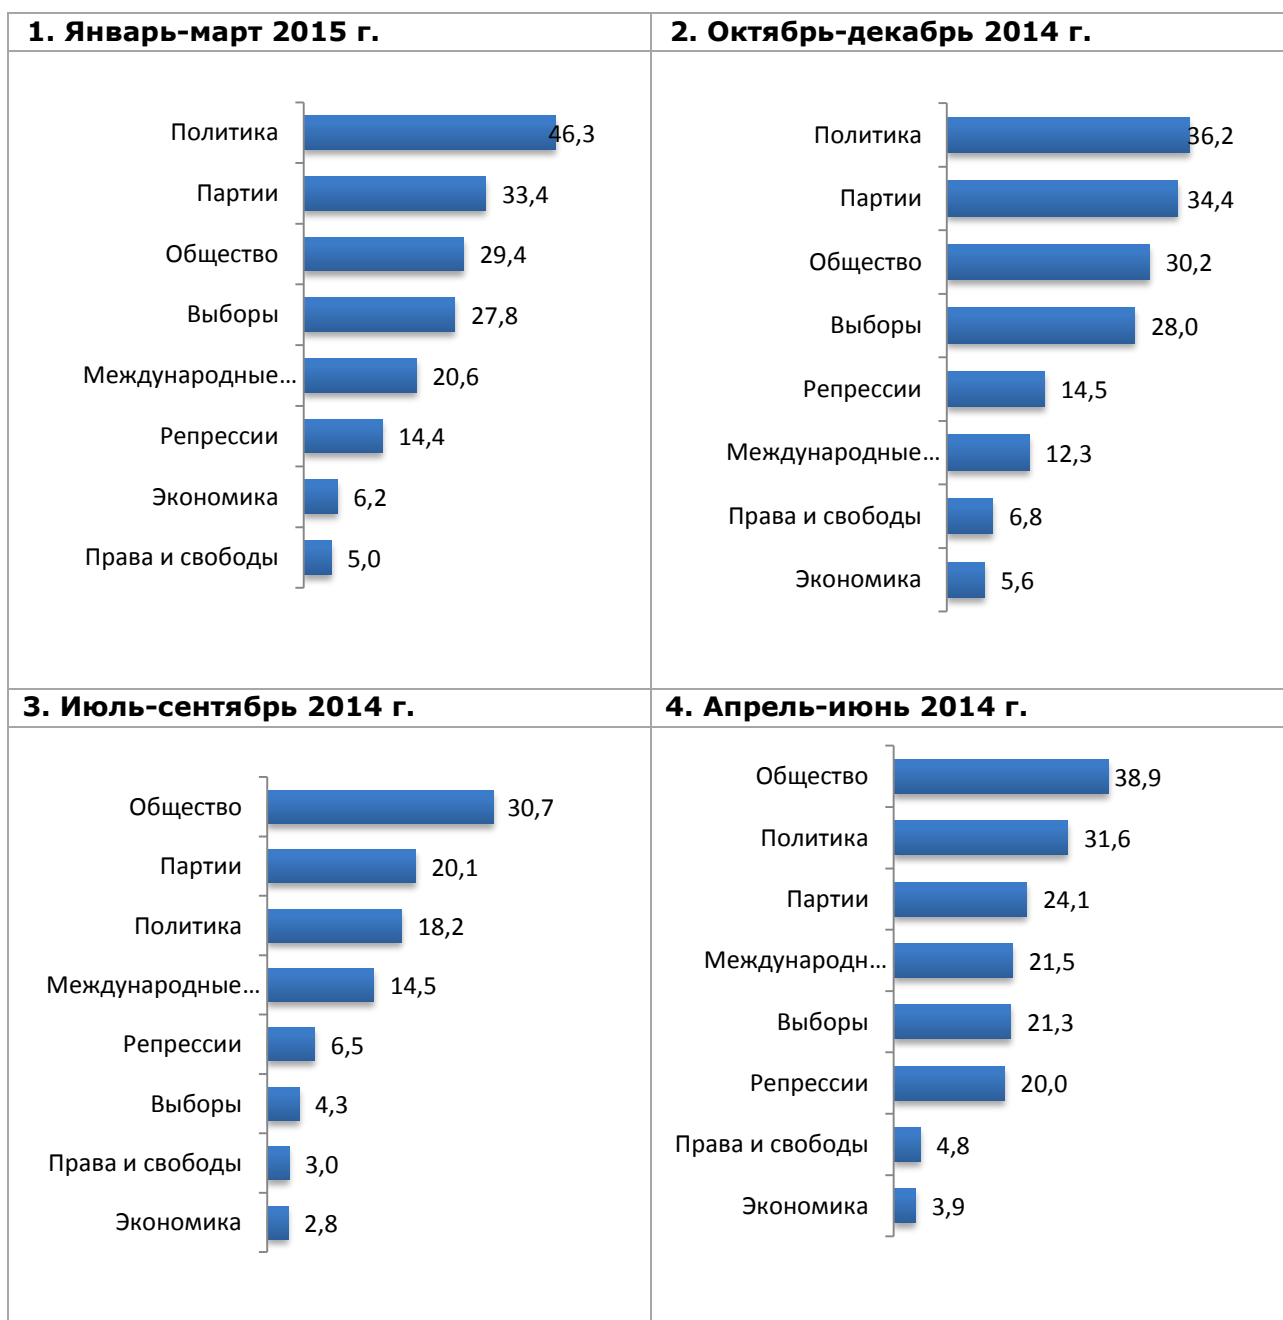 1. Январь-март 2015 г.
Политика 46,3
Партии 33,4
Общество 29,4
Выборы 27,8
Международные... 20,6
Репрессии 14,4
Экономика 6,2
Права и свободы 5,0
2. Октябрь-декабрь 2014 г.
Политика 36,2
Партии 34,4
Общество 30,2
Выборы 28,0
Репрессии 14,5
Международные... 12,3
Права и свободы 6,8
Экономика 5,6
3. Июль-сентябрь 2014 г.
Общество 30,7
Партии 20,1
Политика 18,2
Международные... 14,5
Репрессии 6,5
Выборы 4,3
Права и свободы 3,0
Экономика 2,8
4. Апрель-июнь 2014 г.
Общество 38,9
Политика 31,6
Партии 24,1
Международн... 21,5
Выборы 21,3
Репрессии 20,0
Права и свободы 4,8
Экономика 3,9